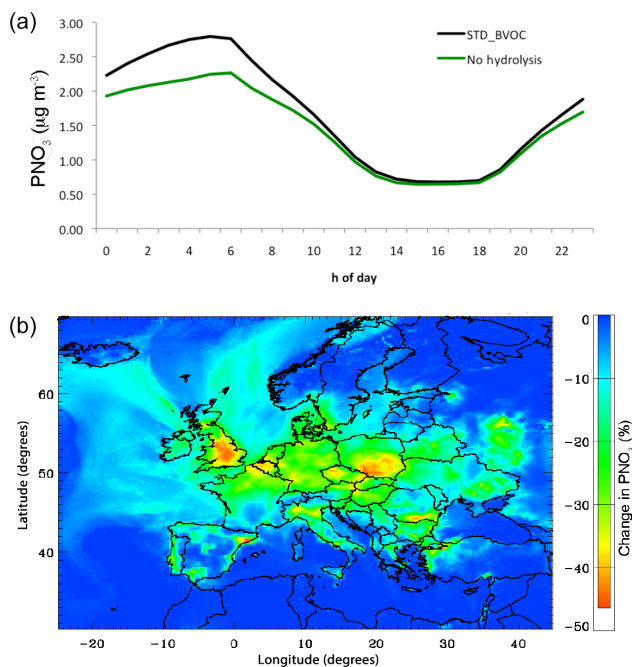 (a)
3.00
2.50
2.00
1.50
1.00
0.50
0.00
PNO₃ (µg m⁻³)
STD_BVOC
No hydrolysis
0 2 4 6 8 10 12 14 16 18 20 22
h of day
(b)
60
50
40
Latitude (degrees)
−20 −10 0 10 20 30 40
Longitude (degrees)
0
−10
−20
−30
−40
−50
Change in PNO₃ (%)